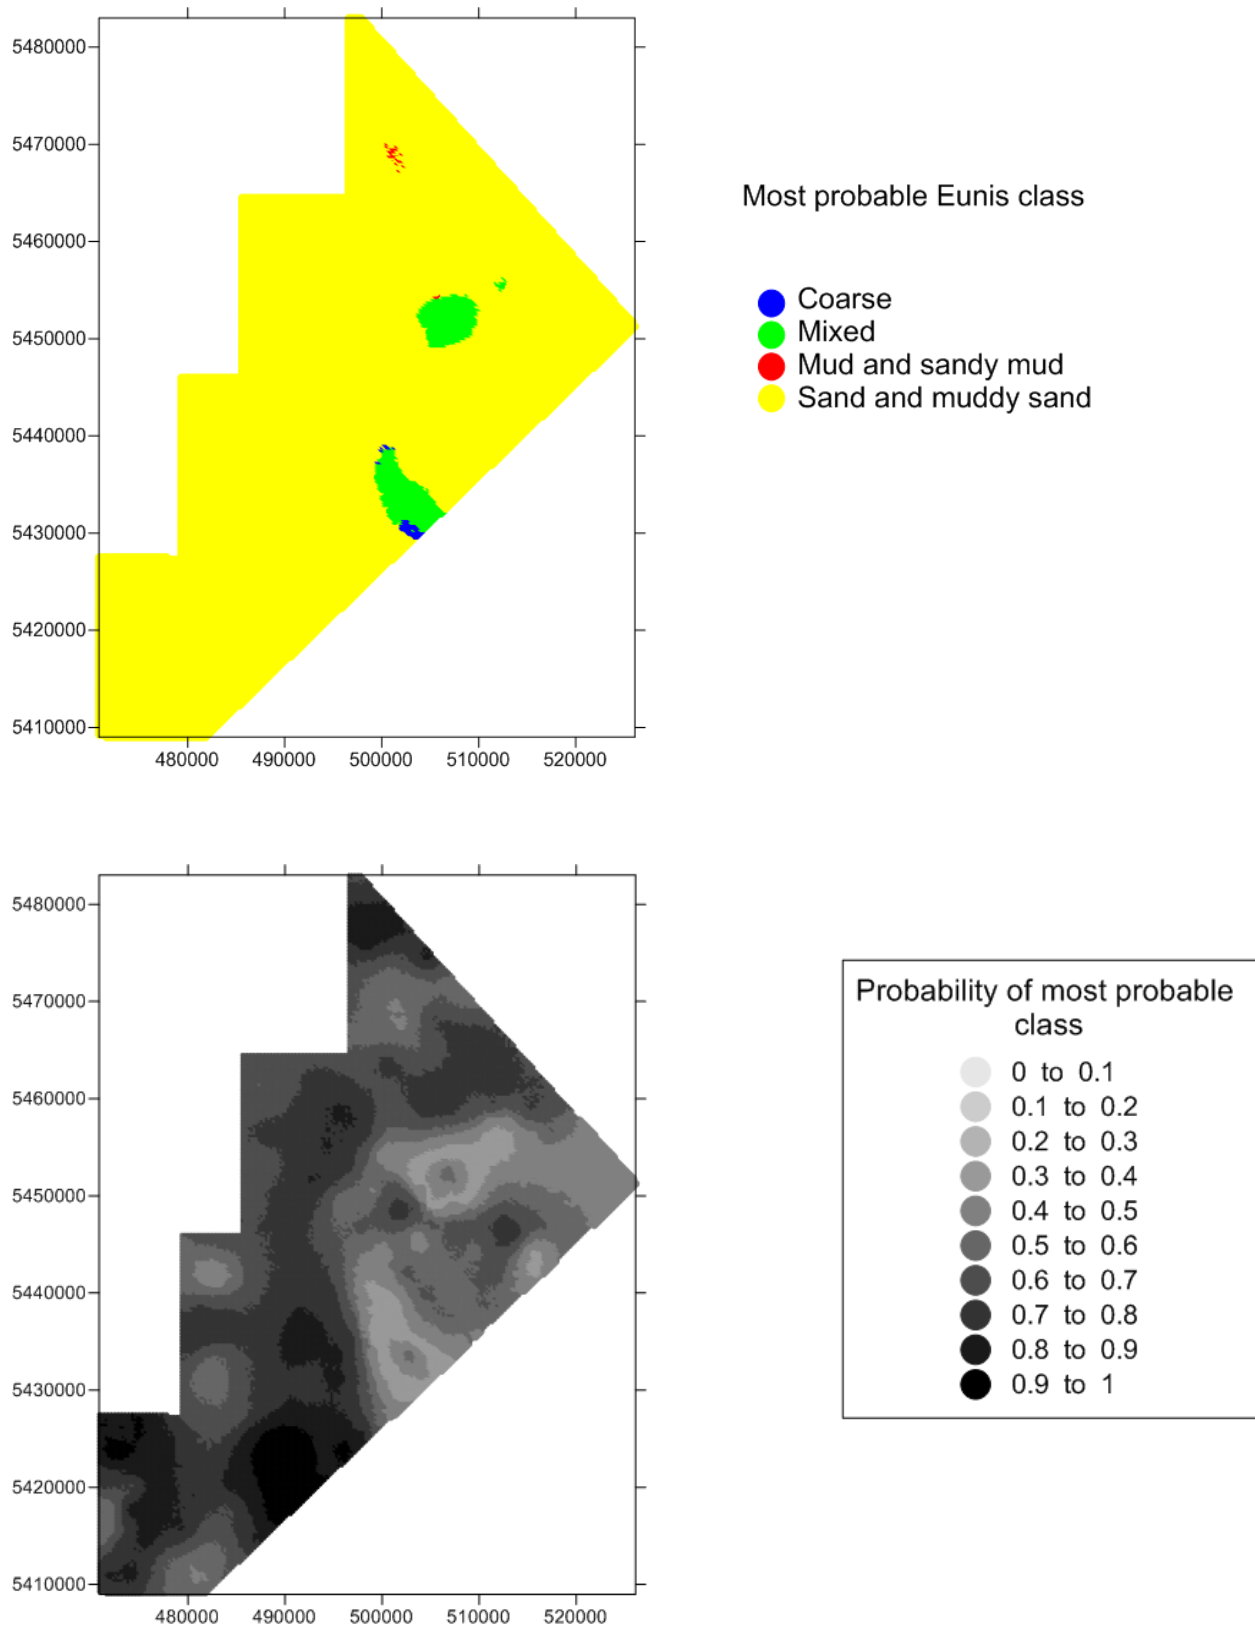 5480000
5470000
5460000
5450000
5440000
5430000
5420000
5410000
480000 490000 500000 510000 520000
Most probable Eunis class
Coarse
Mixed
Mud and sandy mud
Sand and muddy sand
5480000
5470000
5460000
5450000
5440000
5430000
5420000
5410000
480000 490000 500000 510000 520000
Probability of most probable
class
0 to 0.1
0.1 to 0.2
0.2 to 0.3
0.3 to 0.4
0.4 to 0.5
0.5 to 0.6
0.6 to 0.7
0.7 to 0.8
0.8 to 0.9
0.9 to 1